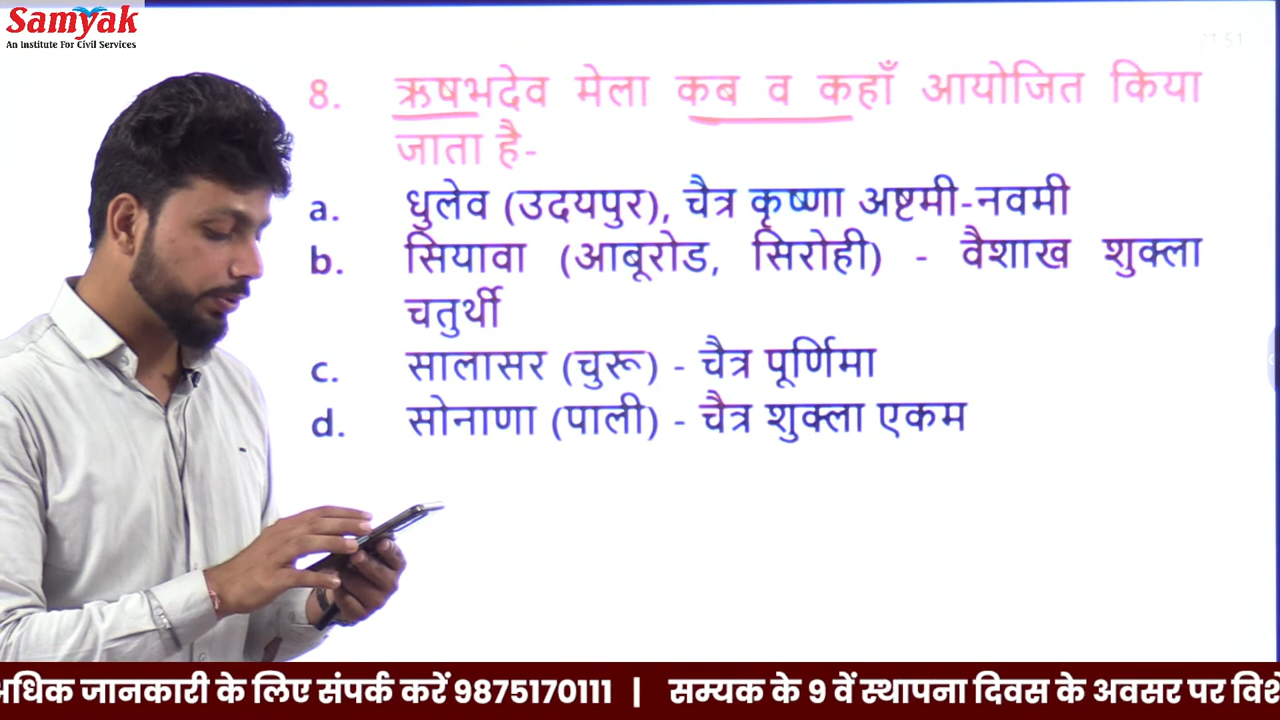 Samyak
An Institute For Civil Services
8. ऋषभदेव मेला कब व कहाँ आयोजित किया
जाता है-
a. धुलेव (उदयपुर), चैत्र कृष्णा अष्टमी-नवमी
b. सियावा (आबूरोड, सिरोही) - वैशाख शुक्ला
चतुर्थी
c. सालासर (चुरू) - चैत्र पूर्णिमा
d. सोनाणा (पाली) - चैत्र शुक्ला एकम
अधिक जानकारी के लिए संपर्क करें 9875170111 | सम्यक के 9 वें स्थापना दिवस के अवसर पर